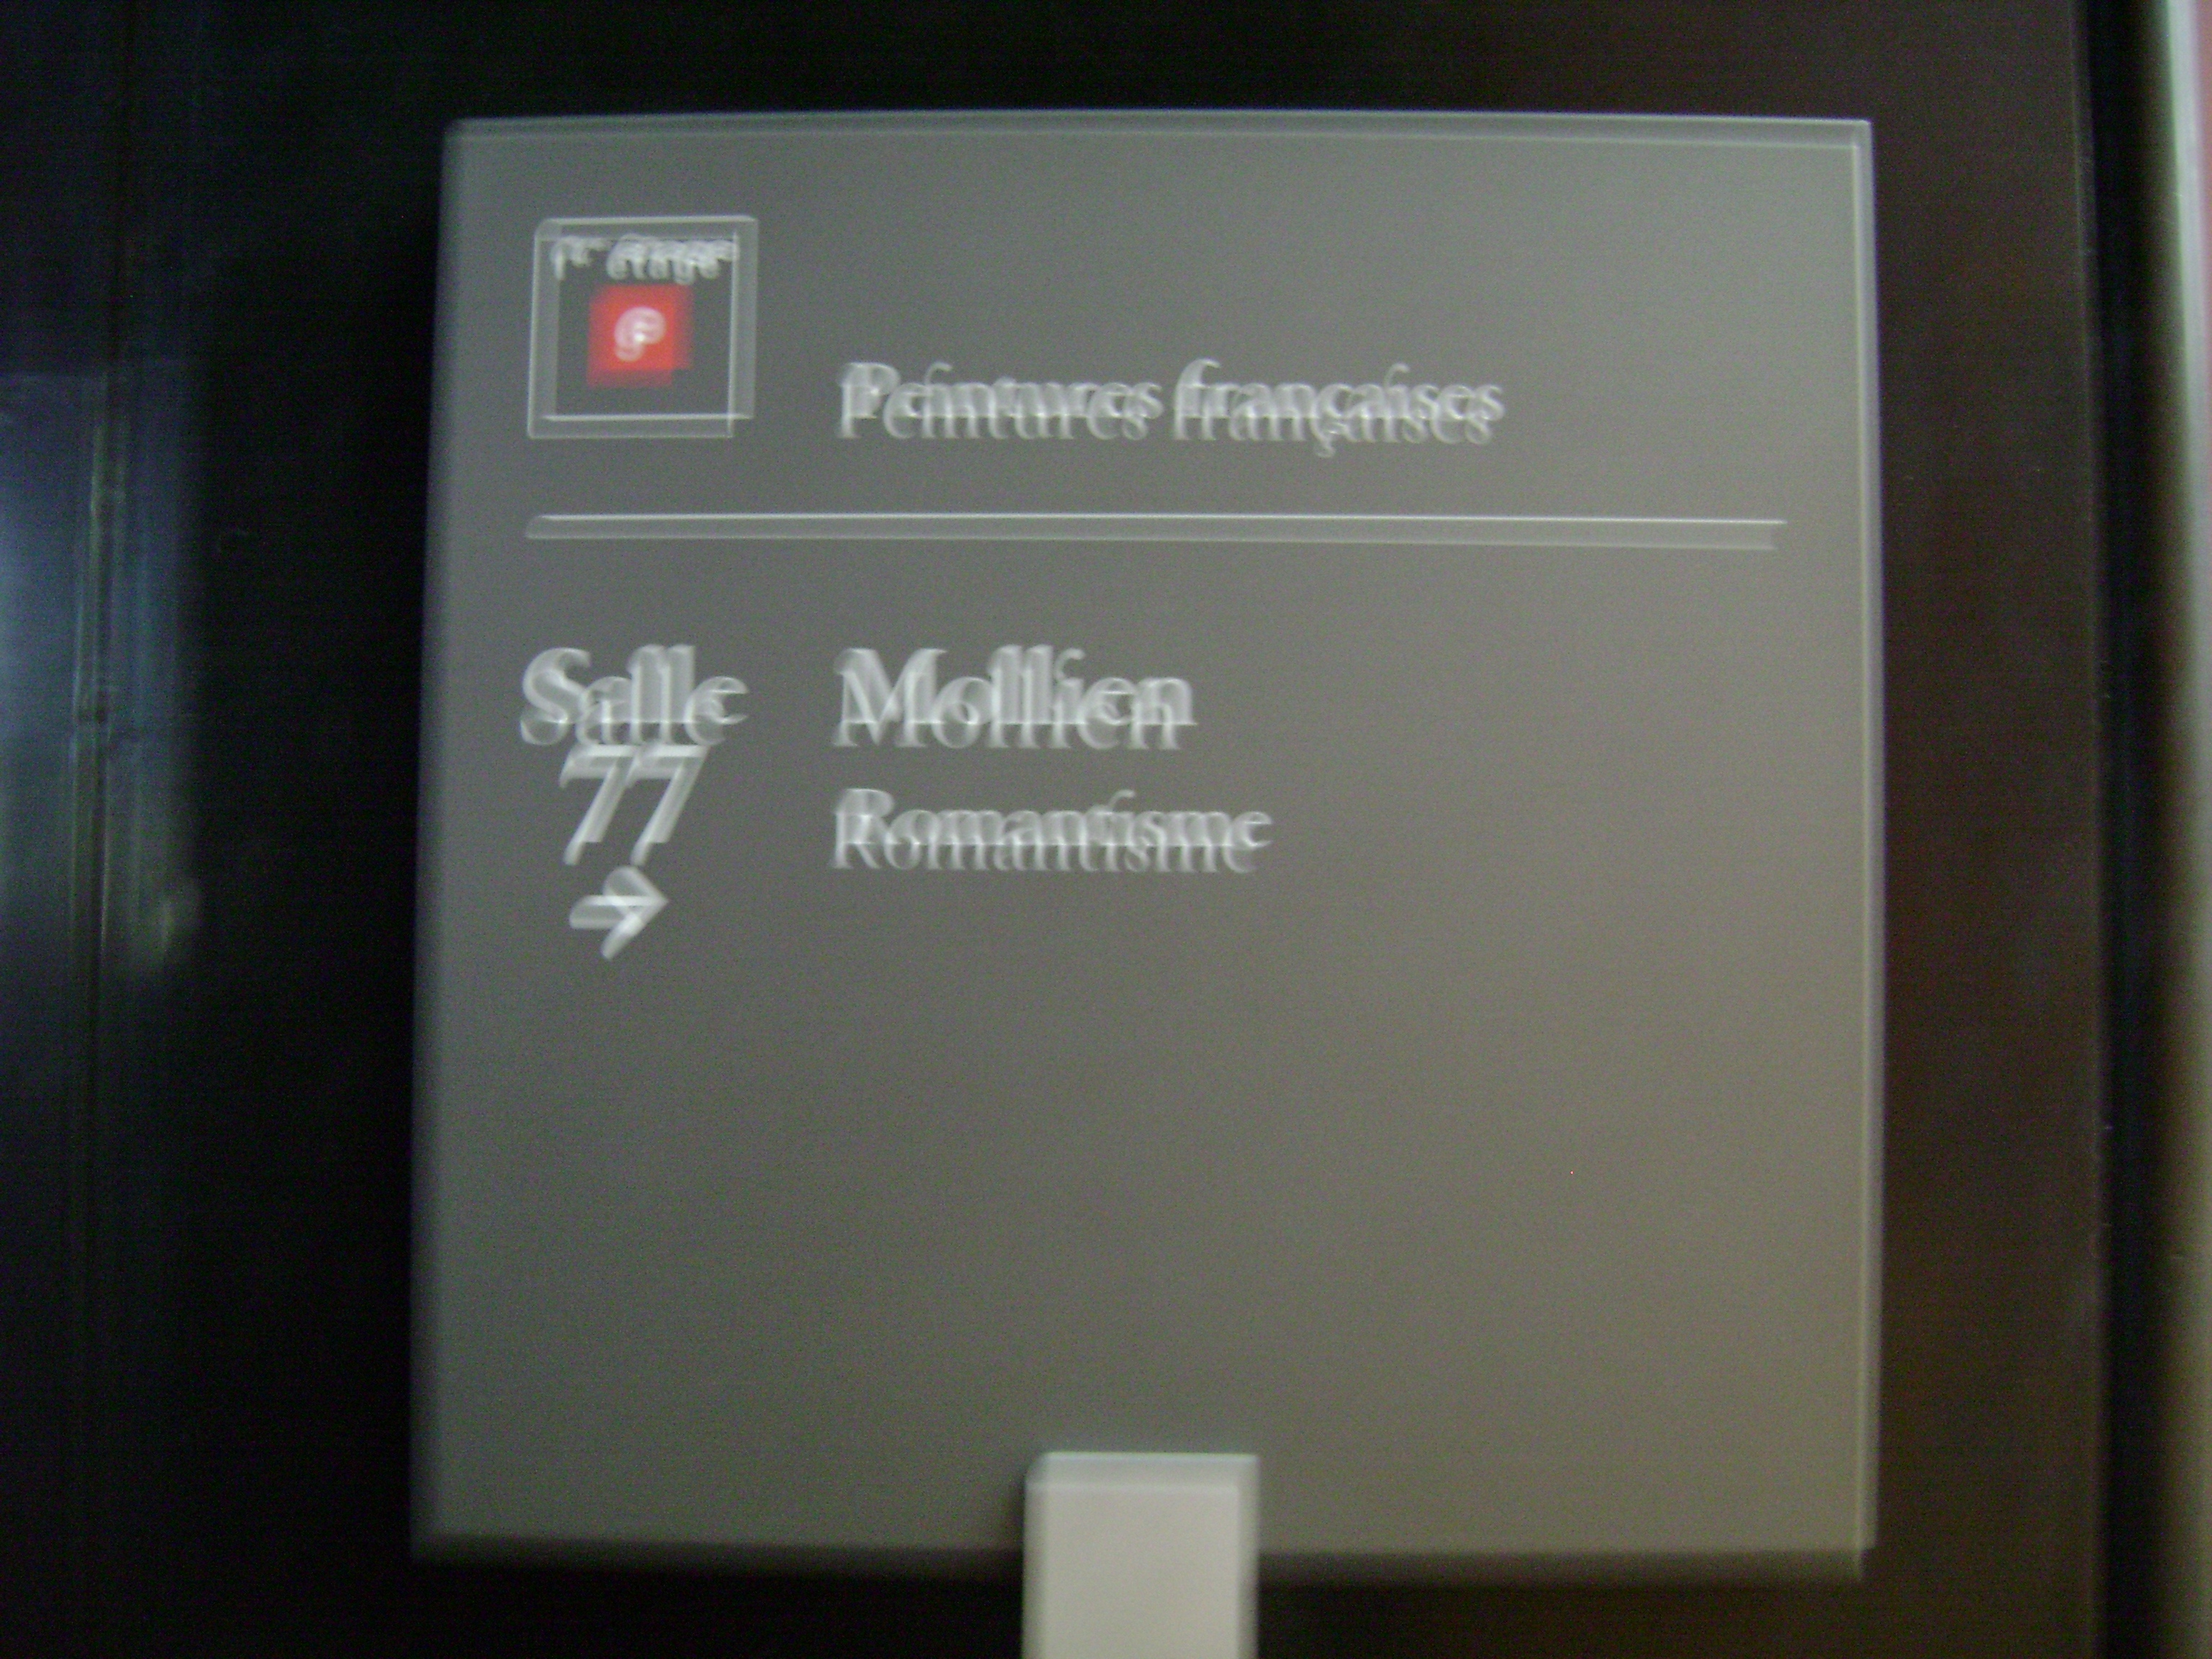 1er étage
Peintures françaises
Salle
77
Mollien
Romantisme